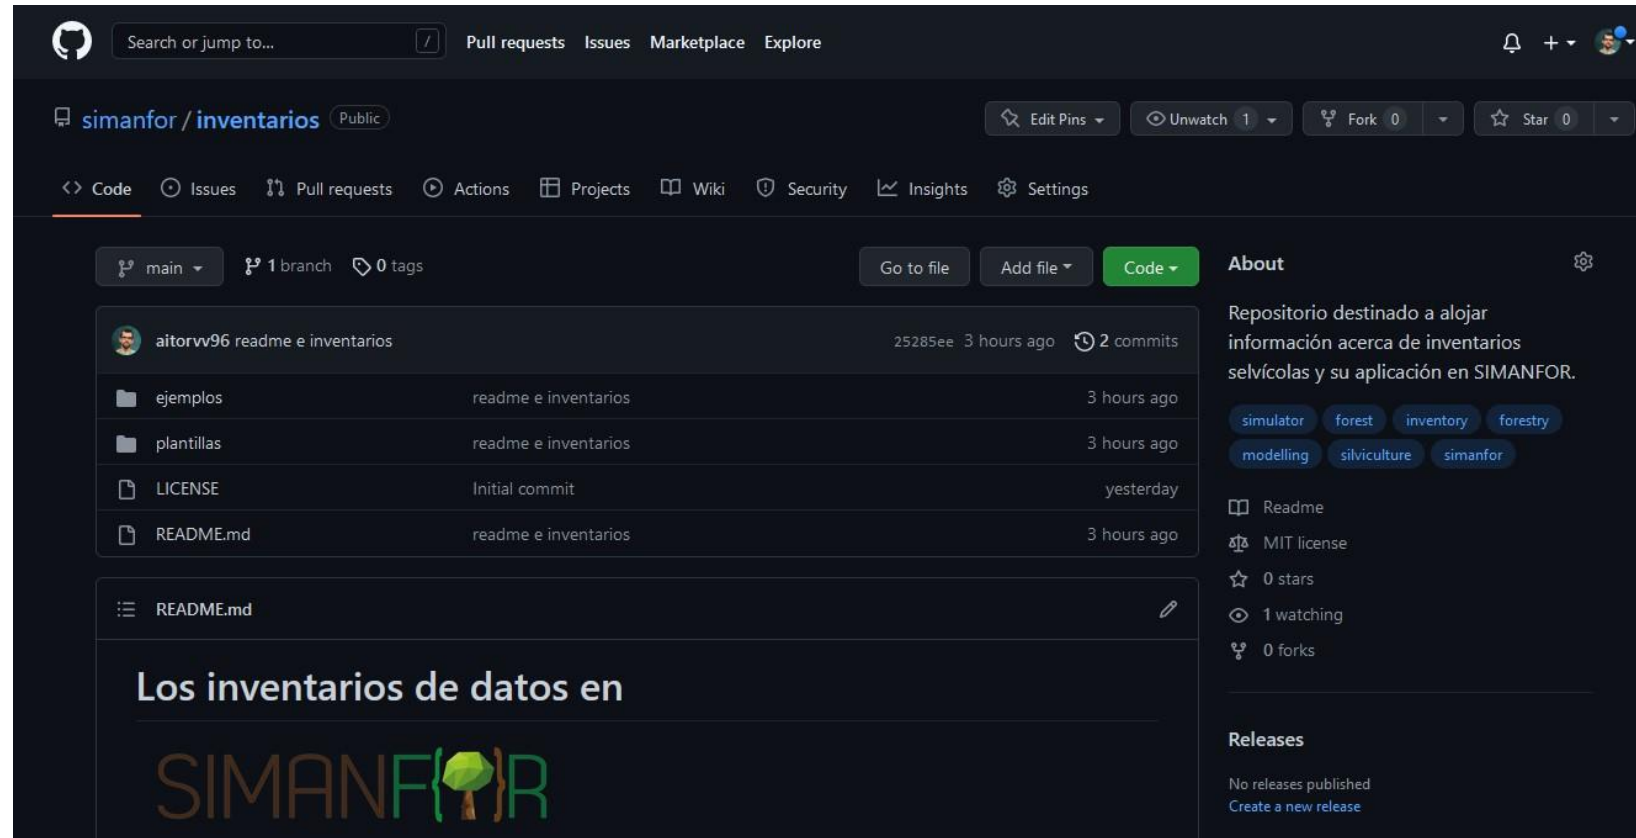 Search or jump to... / Pull requests Issues Marketplace Explore
simanfor / inventarios Public Edit Pins Unwatch 1 Fork 0 Star 0
Code Issues Pull requests Actions Projects Wiki Security Insights Settings
main 1 branch 0 tags Go to file Add file Code
aitorvv96 readme e inventarios 25285ee 3 hours ago 2 commits
ejemplos readme e inventarios 3 hours ago
plantillas readme e inventarios 3 hours ago
LICENSE Initial commit yesterday
README.md readme e inventarios 3 hours ago
README.md
Los inventarios de datos en
SIMANF{O}R
About
Repositorio destinado a alojar
información acerca de inventarios
selvícolas y su aplicación en SIMANFOR.
simulator forest inventory forestry
modelling silviculture simanfor
Readme
MIT license
0 stars
1 watching
0 forks
Releases
No releases published
Create a new release